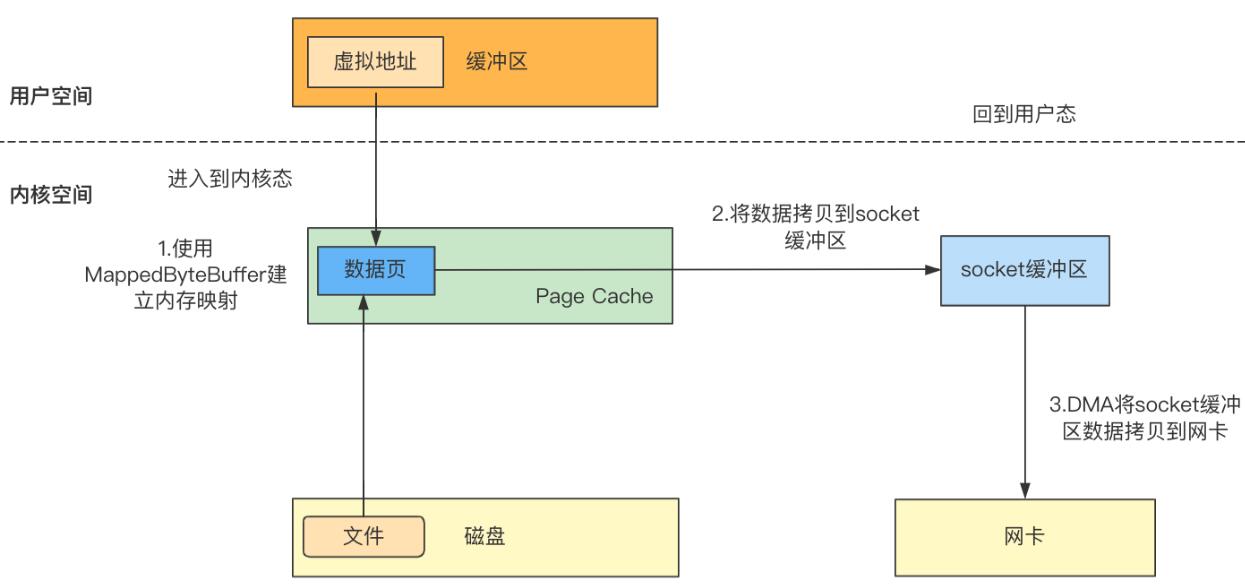 虚拟地址
缓冲区
用户空间
回到用户态
进入到内核态
内核空间
2.将数据拷贝到socket
缓冲区
1.使用
MappedByteBuffer建
立内存映射
数据页
Page Cache
socket缓冲区
3.DMA将socket缓冲
区数据拷贝到网卡
文件
磁盘
网卡